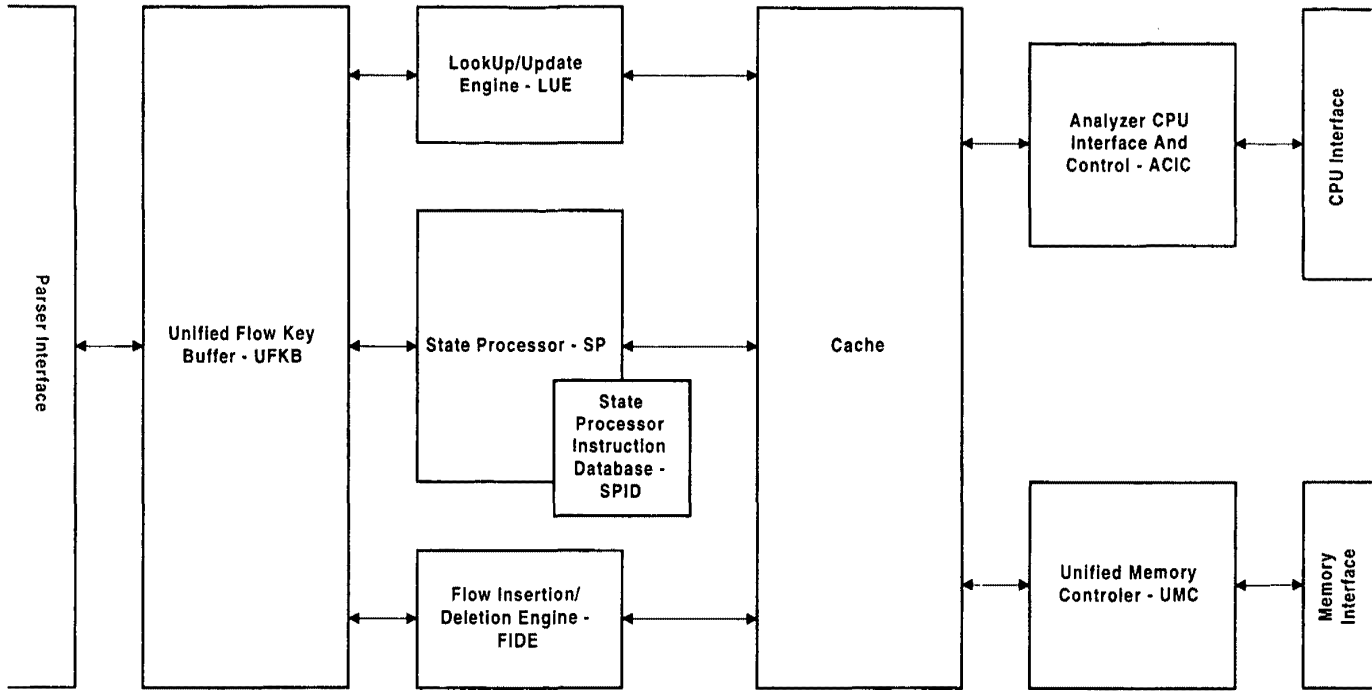 Parser Interface
Unified Flow Key
Buffer - UFKB
LookUp/Update
Engine - LUE
State Processor - SP
State
Processor
Instruction
Database -
SPID
Flow Insertion/
Deletion Engine -
FIDE
Cache
Analyzer CPU
Interface And
Control - ACIC
CPU Interface
Unified Memory
Controler - UMC
Memory
Interface